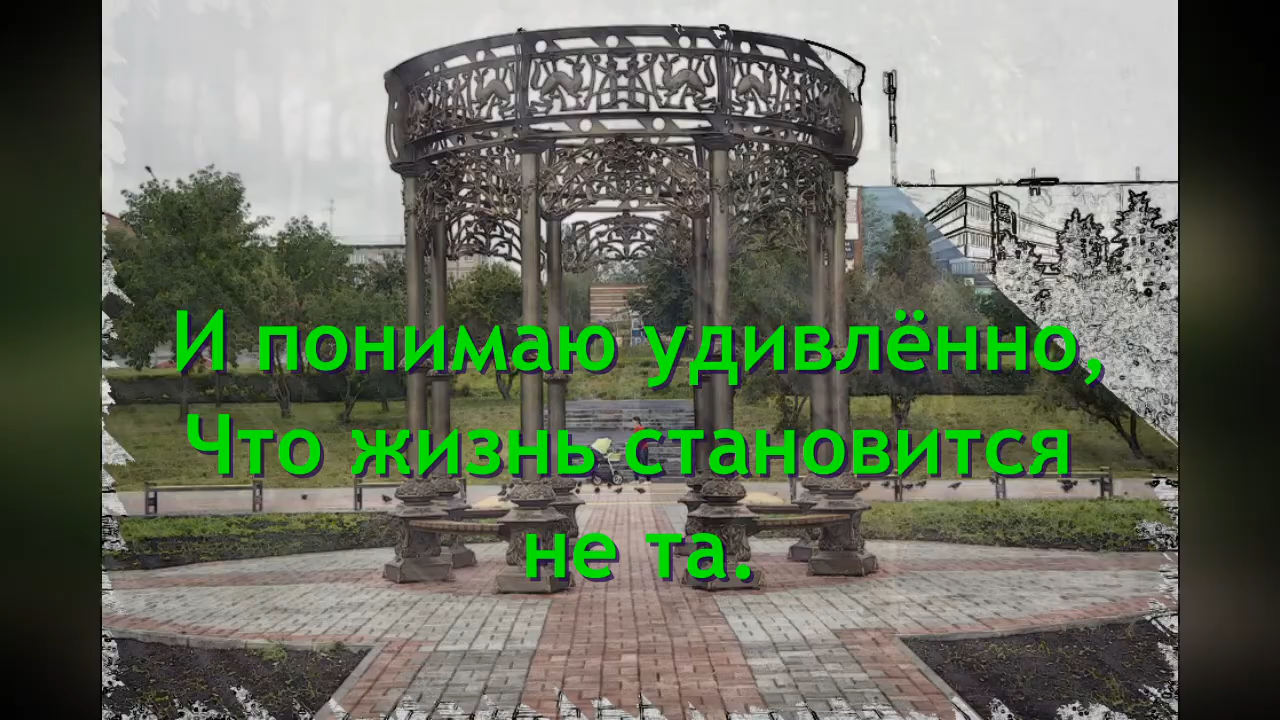 И понимаю удивлённо,
Что жизнь становится
не та.